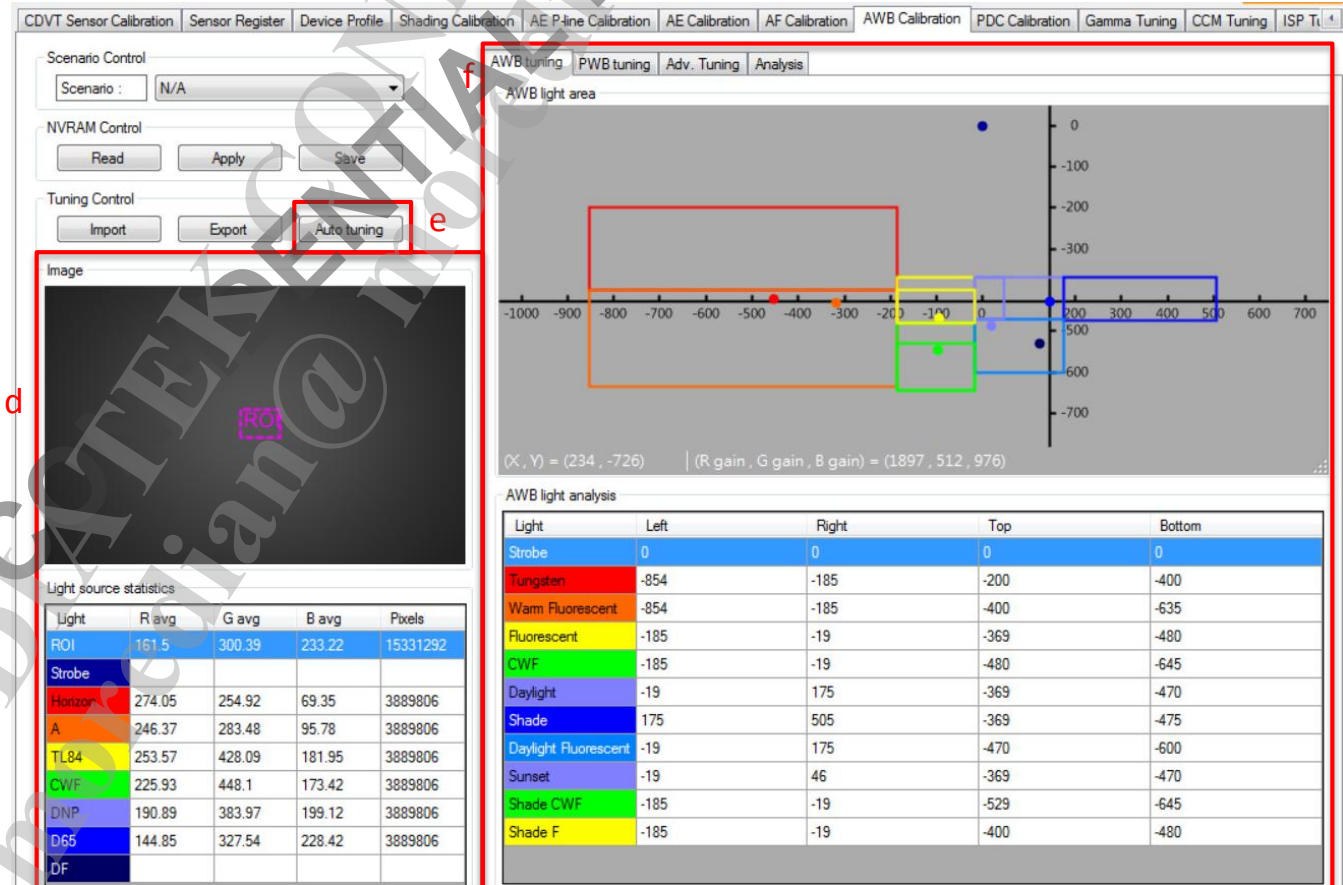 CDVT Sensor Calibration Sensor Register Device Profile Shading Calibration AE P-line Calibration AE Calibration AF Calibration AWB Calibration PDC Calibration Gamma Tuning CCM Tuning ISP
Scenario Control
Scenario : N/A
NVRAM Control
Read Apply Save
Tuning Control
Import Export Auto tuning
e
Image
d
ROI
Light source statistics
Light R avg G avg B avg Pixels
ROI 161.5 300.39 233.22 15331292
Strobe
Horizon 274.05 254.92 69.35 3889806
A 246.37 283.48 95.78 3889806
TL84 253.57 428.09 181.95 3889806
CWF 225.93 448.1 173.42 3889806
DNP 190.89 383.97 199.12 3889806
D65 144.85 327.54 228.42 3889806
DF
f
AWB tuning PWB tuning Adv. Tuning Analysis
AWB light area
0
-100
-200
-300
-1000 -900 -800 -700 -600 -500 -400 -300 -200 -100 0 200 300 400 500 600 700
-500
-600
-700
(X , Y) = (234 , -726) | (R gain , G gain , B gain) = (1897 , 512 , 976)
AWB light analysis
Light Left Right Top Bottom
Strobe 0 0 0 0
Tungsten -854 -185 -200 -400
Warm Fluorescent -854 -185 -400 -635
Fluorescent -185 -19 -369 -480
CWF -185 -19 -480 -645
Daylight -19 175 -369 -470
Shade 175 505 -369 -475
Daylight Fluorescent -19 175 -470 -600
Sunset -19 46 -369 -470
Shade CWF -185 -19 -529 -645
Shade F -185 -19 -400 -480